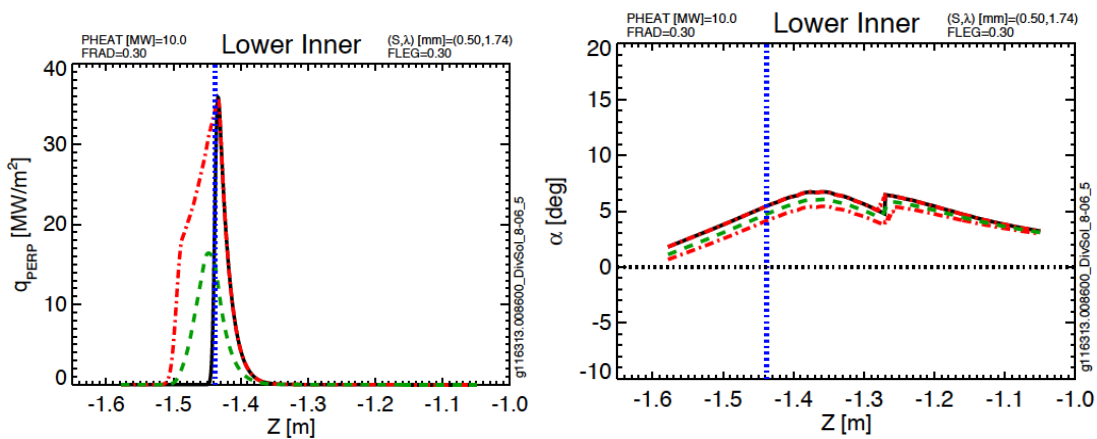 PHEAT [MW]=10.0
FRAD=0.30
Lower Inner
(S,λ) [mm]=(0.50,1.74)
FLEG=0.30
40
30
20
10
0
qPERP [MW/m²]
-1.6 -1.5 -1.4 -1.3 -1.2 -1.1 -1.0
Z [m]
g116313.008600_DivSol_8-06_5
PHEAT [MW]=10.0
FRAD=0.30
Lower Inner
(S,λ) [mm]=(0.50,1.74)
FLEG=0.30
20
15
10
5
0
-5
-10
α [deg]
-1.6 -1.5 -1.4 -1.3 -1.2 -1.1 -1.0
Z [m]
g116313.008600_DivSol_8-06_5